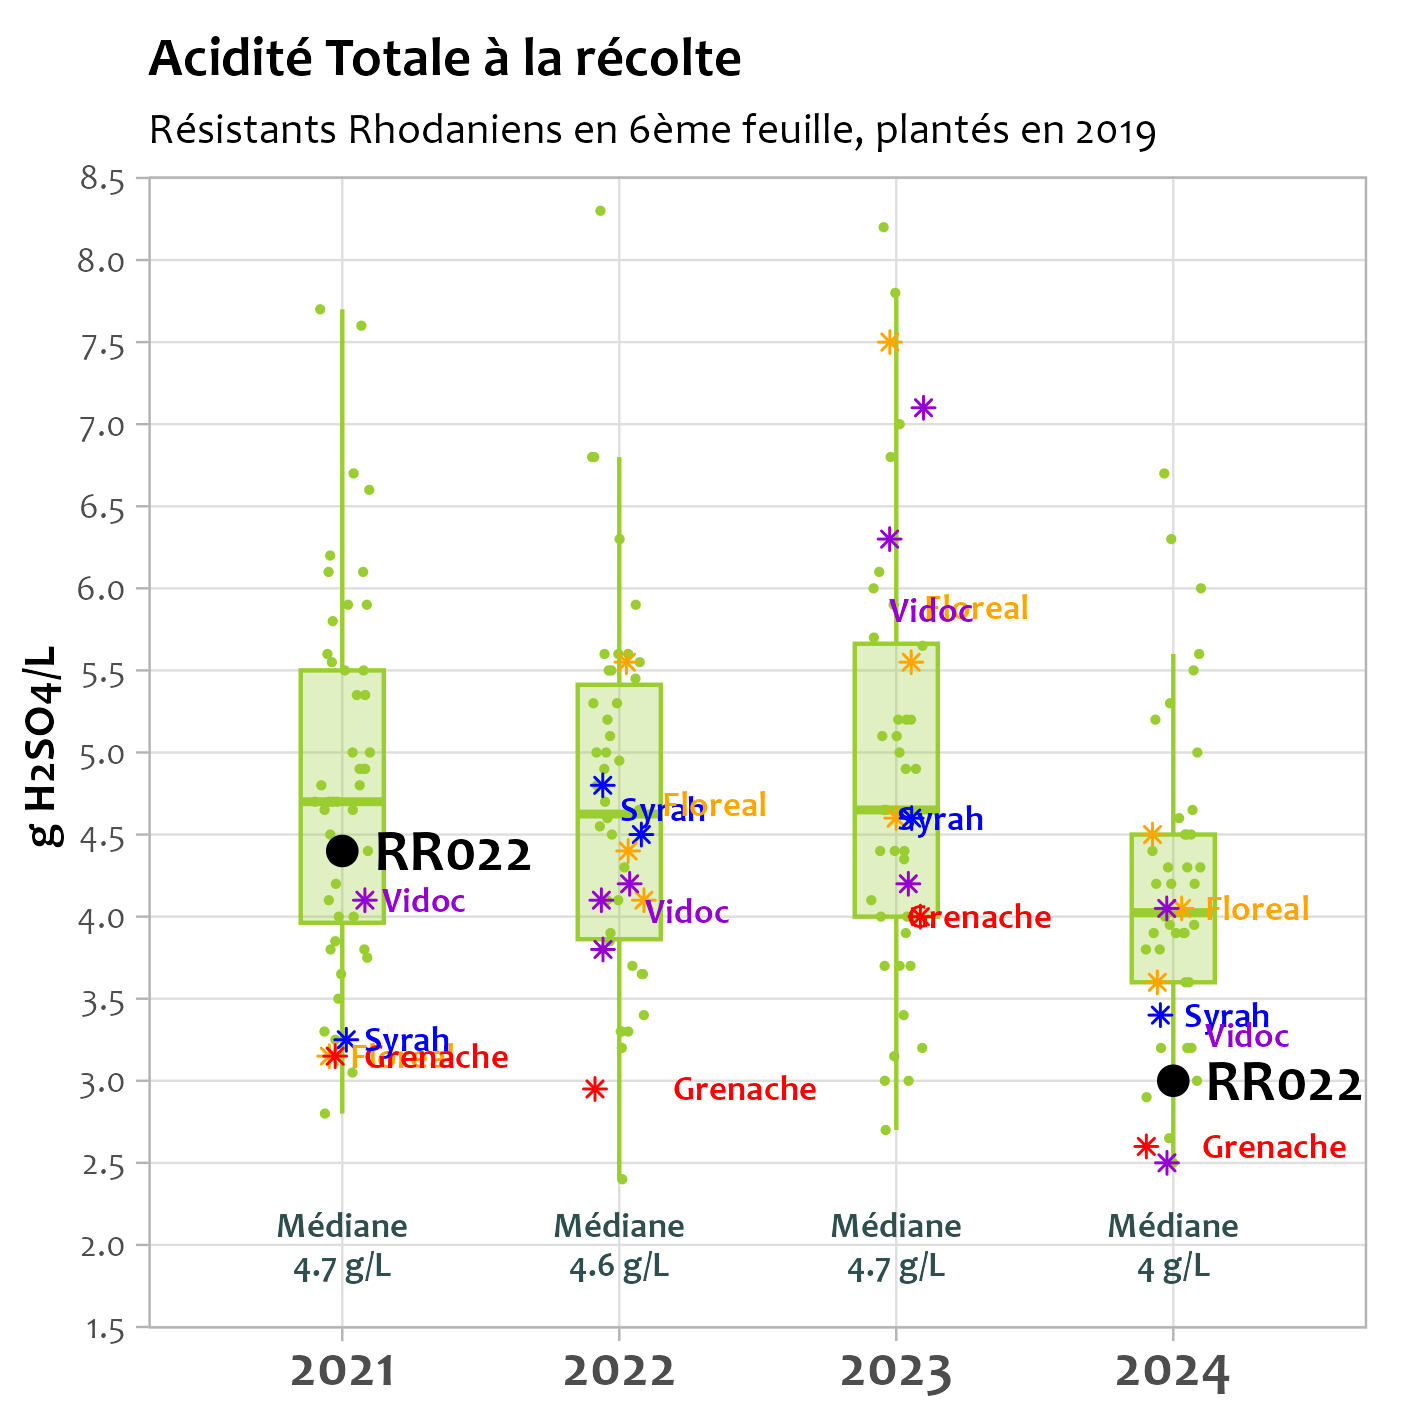 Acidité Totale à la récolte
Résistants Rhodaniens en 6ème feuille, plantés en 2019
g H2SO4/L
8.5
8.0
7.5
7.0
6.5
6.0
5.5
5.0
4.5
4.0
3.5
3.0
2.5
2.0
1.5
RR022
Vidoc
Syrah
Floreal
Grenache
Médiane
4.7 g/L
2021
Floreal
Syrah
Vidoc
Grenache
Médiane
4.6 g/L
2022
Floreal
Vidoc
Syrah
Grenache
Médiane
4.7 g/L
2023
Floreal
Syrah
Vidoc
RR022
Grenache
Médiane
4 g/L
2024